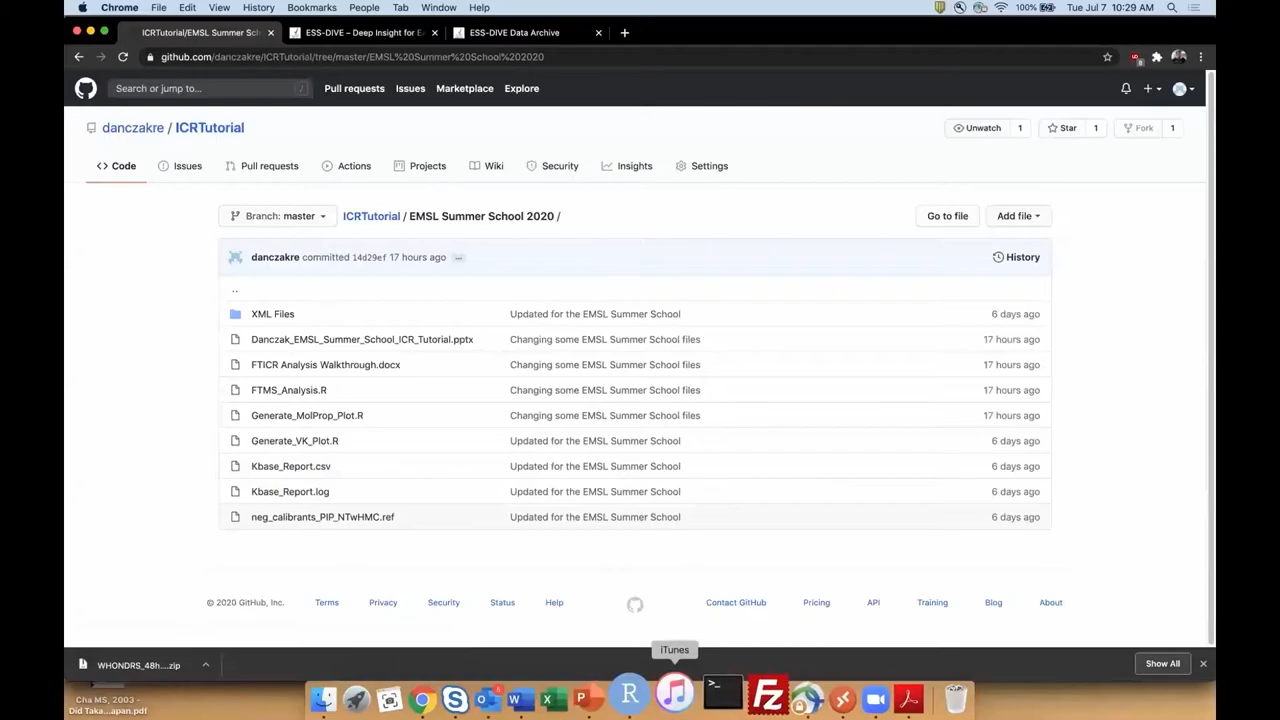 Chrome File Edit View History Bookmarks People Tab Window Help 100% Tue Jul 7 10:29 AM
ICRTutorial/EMSL Summer Sch ESS-DIVE – Deep Insight for E ESS-DIVE Data Archive
github.com/danczakre/ICRTutorial/tree/master/EMSL%20Summer%20School%202020
Search or jump to... / Pull requests Issues Marketplace Explore
danczakre / ICRTutorial Unwatch 1 Star 1 Fork 1
Code Issues Pull requests Actions Projects Wiki Security Insights Settings
Branch: master ICRTutorial / EMSL Summer School 2020 / Go to file Add file
danczakre committed 14d29ef 17 hours ago ... History
..
XML Files Updated for the EMSL Summer School 6 days ago
Danczak_EMSL_Summer_School_ICR_Tutorial.pptx Changing some EMSL Summer School files 17 hours ago
FTICR Analysis Walkthrough.docx Changing some EMSL Summer School files 17 hours ago
FTMS_Analysis.R Changing some EMSL Summer School files 17 hours ago
Generate_MolProp_Plot.R Changing some EMSL Summer School files 17 hours ago
Generate_VK_Plot.R Updated for the EMSL Summer School 6 days ago
Kbase_Report.csv Updated for the EMSL Summer School 6 days ago
Kbase_Report.log Updated for the EMSL Summer School 6 days ago
neg_calibrants_PIP_NTwHMC.ref Updated for the EMSL Summer School 6 days ago
© 2020 GitHub, Inc. Terms Privacy Security Status Help Contact GitHub Pricing API Training Blog About
iTunes
WHONDRS_48h....zip Show All
Cha MS, 2003 -
Did Taka...apan.pdf